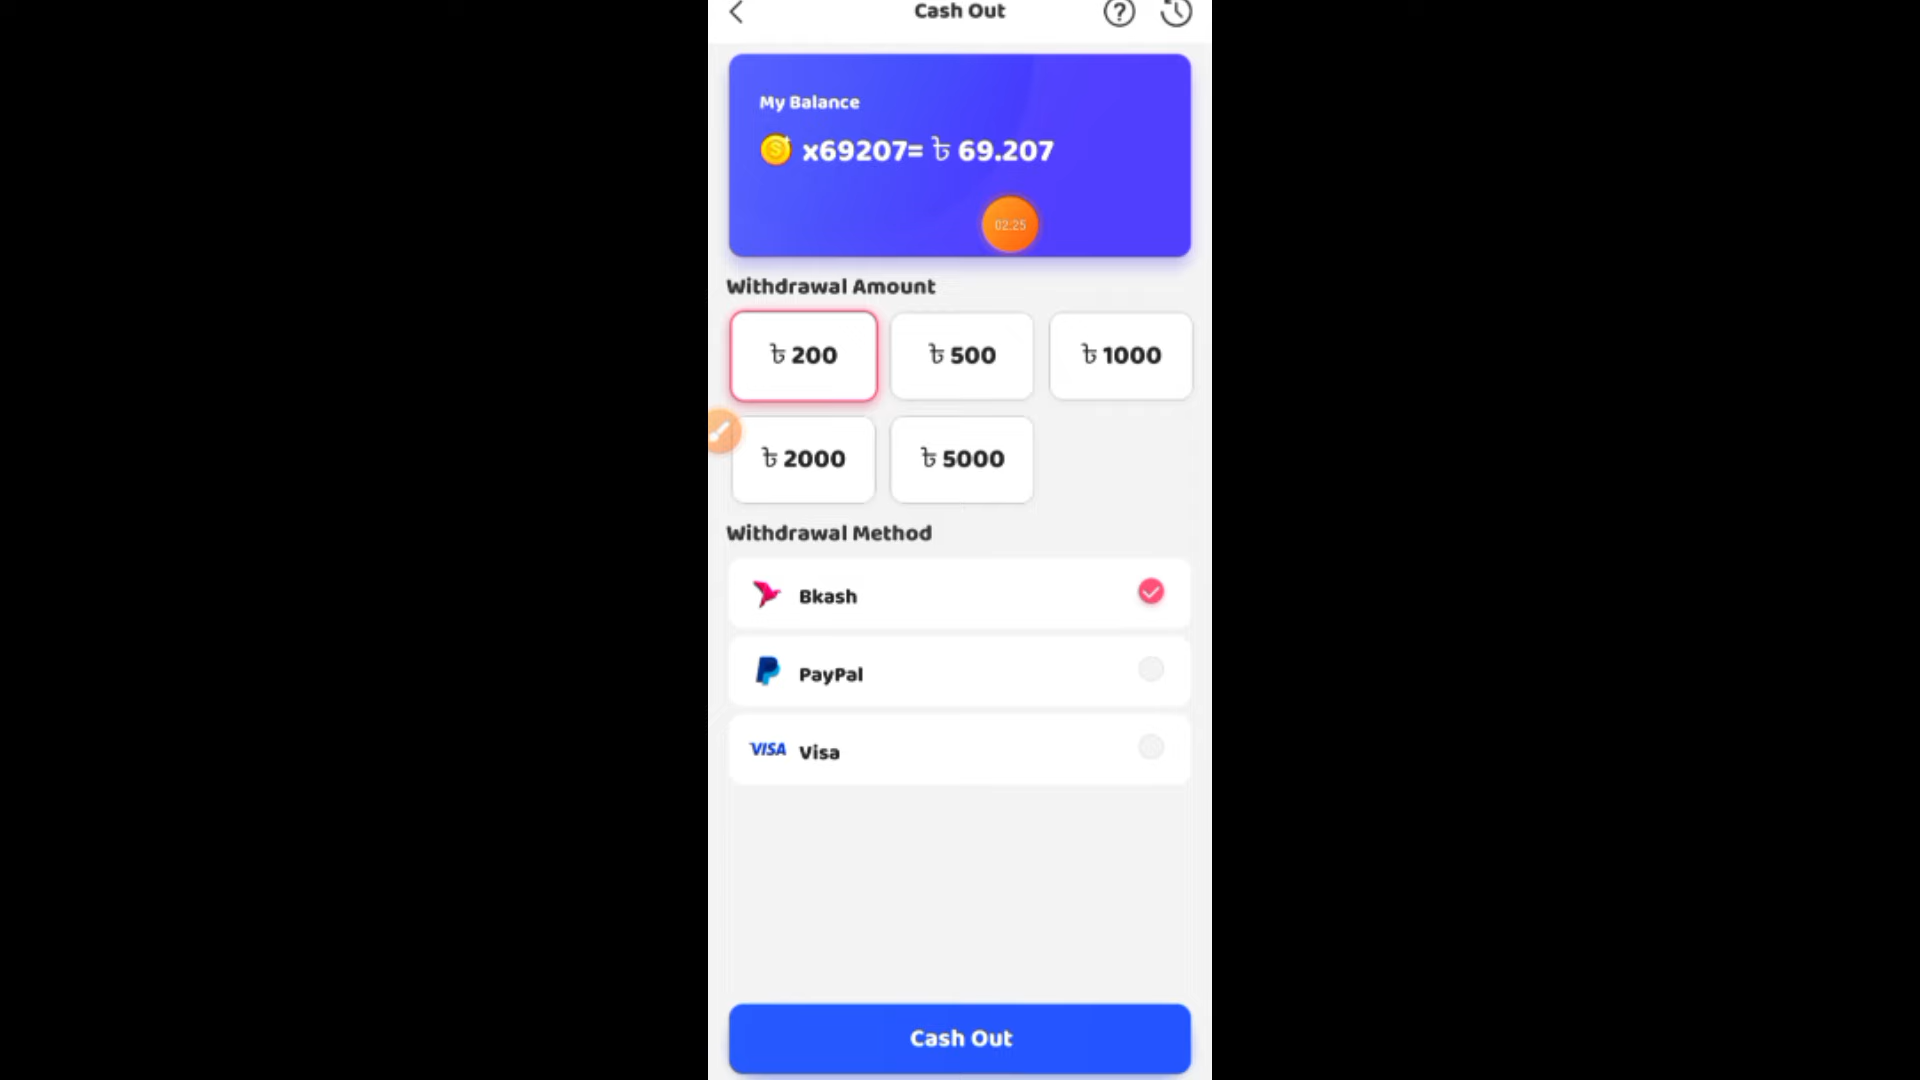 Cash Out
My Balance
x69207= ৳ 69.207
02:25
Withdrawal Amount
৳ 200
৳ 500
৳ 1000
৳ 2000
৳ 5000
Withdrawal Method
Bkash
PayPal
VISA Visa
Cash Out